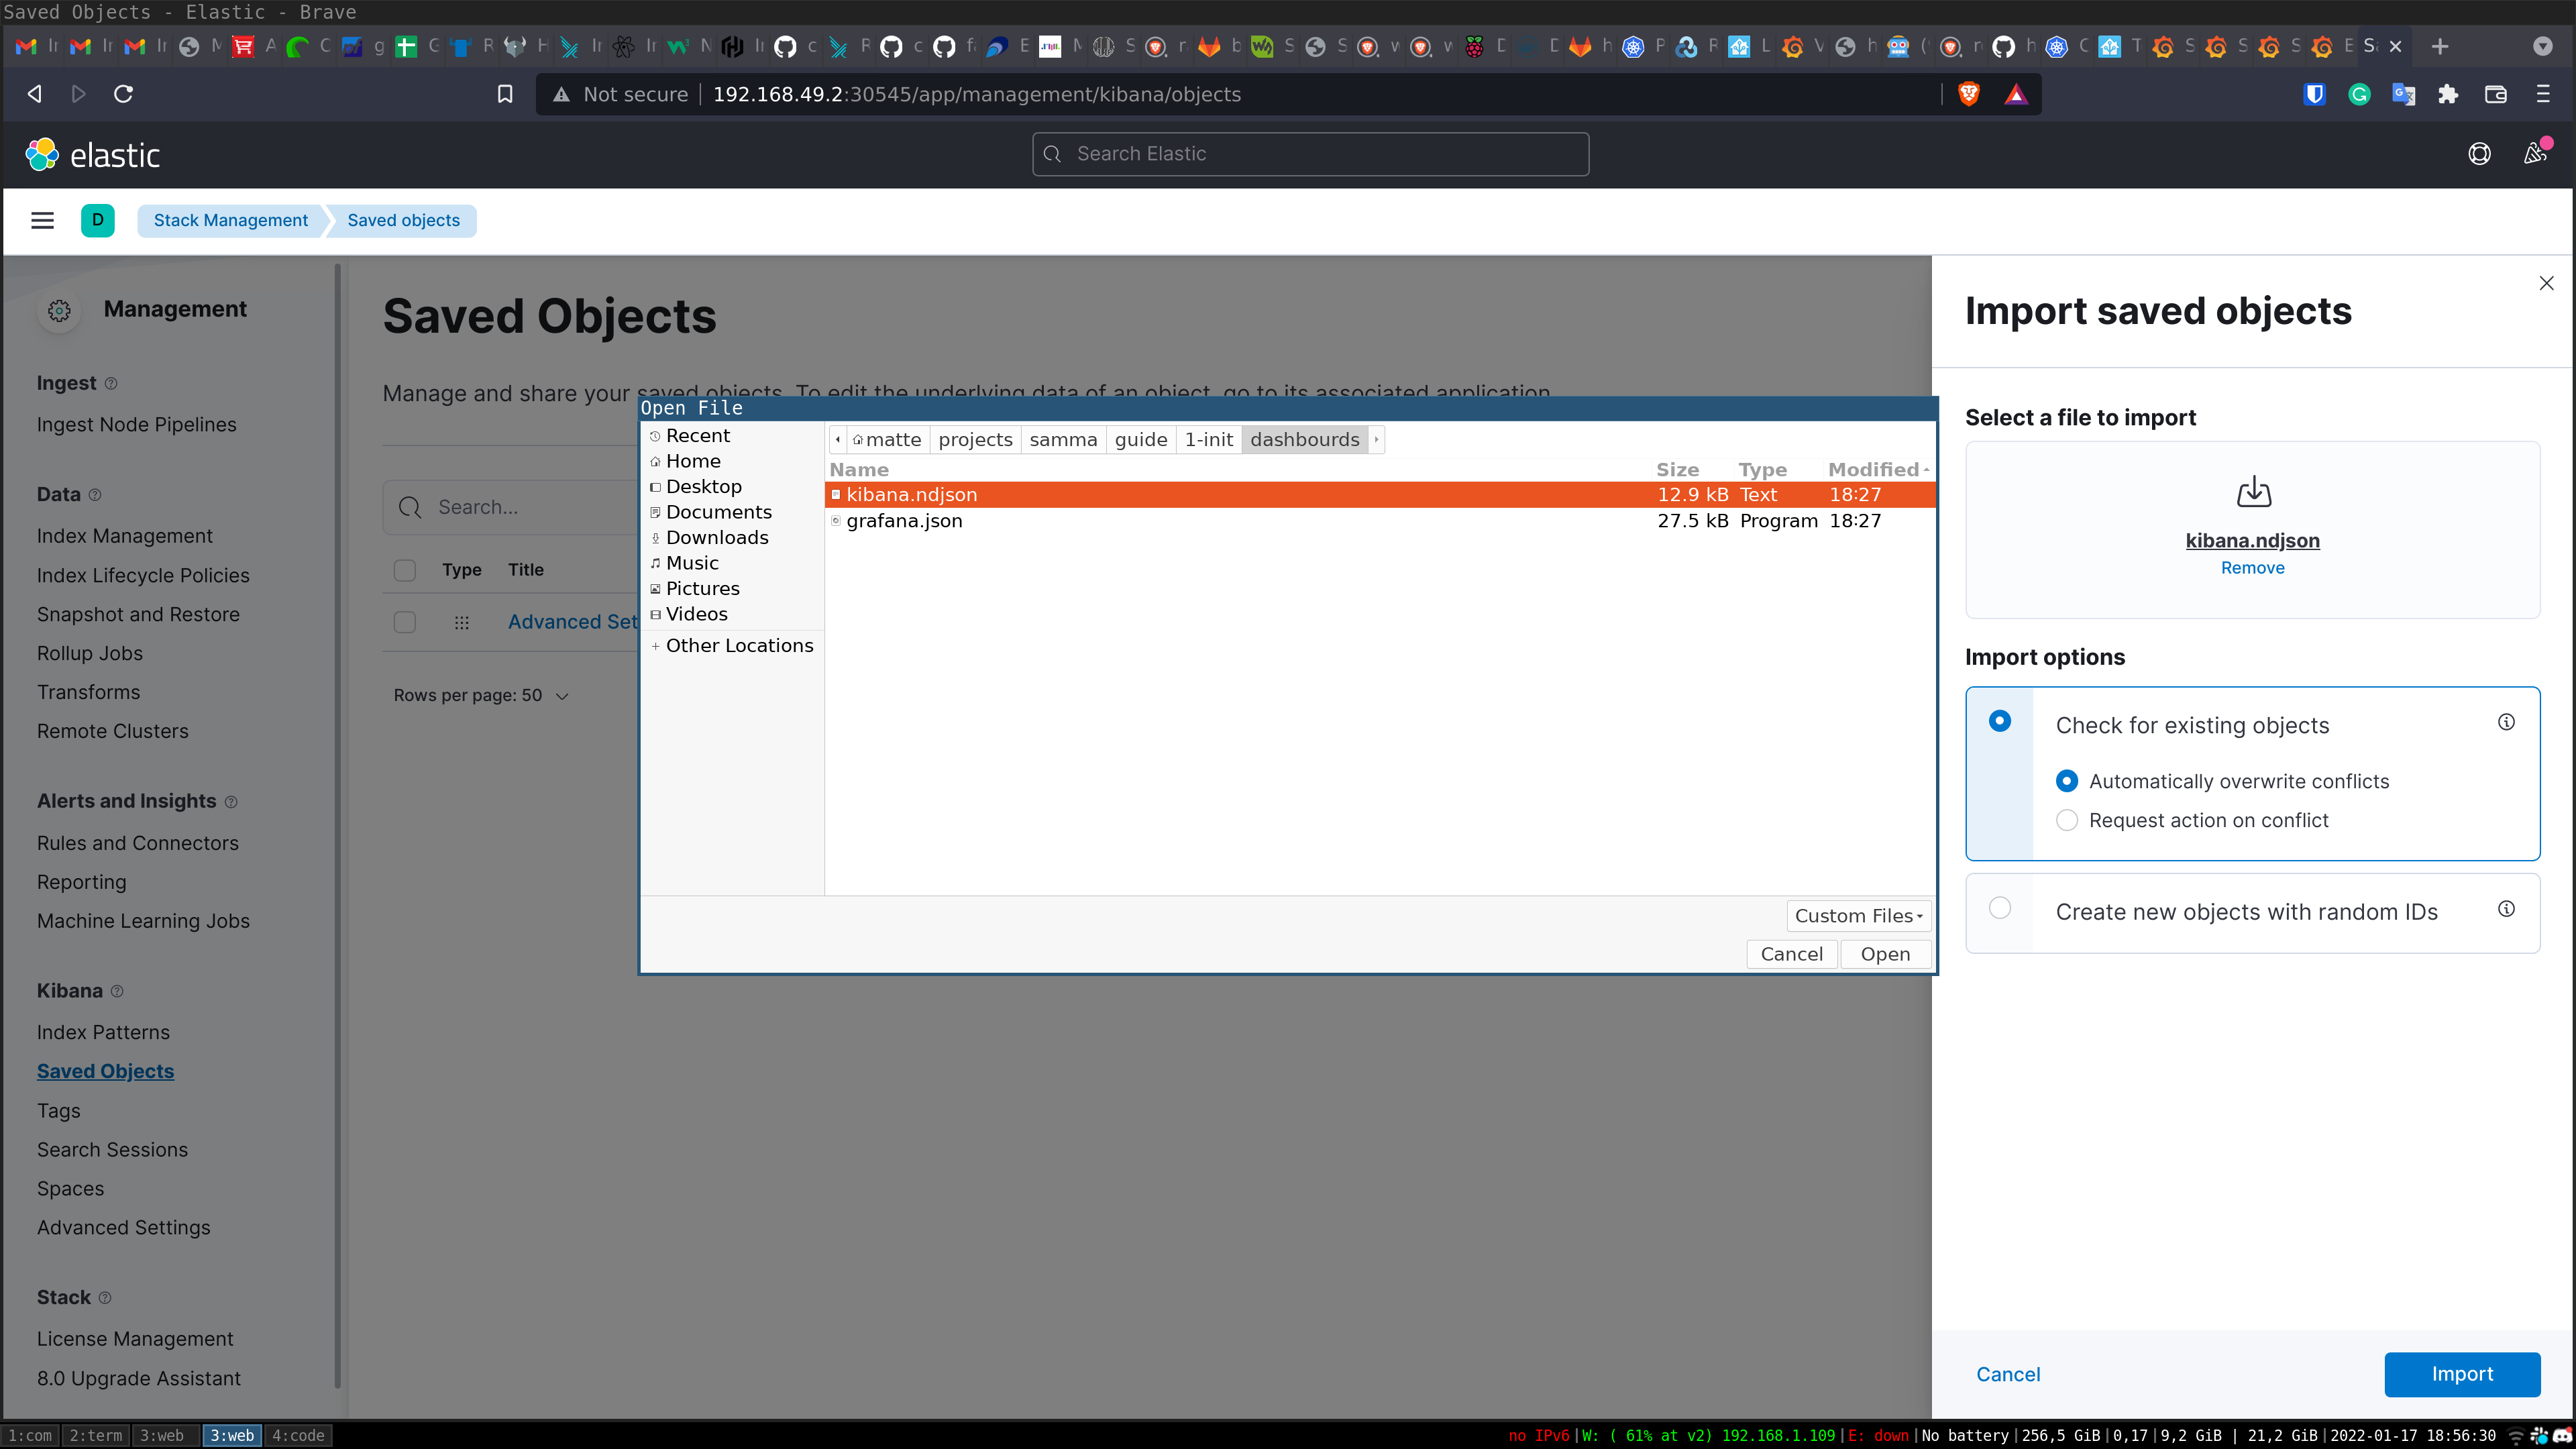 Saved Objects - Elastic - Brave
Not secure | 192.168.49.2:30545/app/management/kibana/objects
elastic
Search Elastic
D
Stack Management
Saved objects
Management
Ingest
Ingest Node Pipelines
Data
Index Management
Index Lifecycle Policies
Snapshot and Restore
Rollup Jobs
Transforms
Remote Clusters
Alerts and Insights
Rules and Connectors
Reporting
Machine Learning Jobs
Kibana
Index Patterns
Saved Objects
Tags
Search Sessions
Spaces
Advanced Settings
Stack
License Management
8.0 Upgrade Assistant
Saved Objects
Manage and share your saved objects. To edit the underlying data of an object, go to its associated application.
Search...
Type Title
Advanced Set
Rows per page: 50
Open File
Recent
Home
Desktop
Documents
Downloads
Music
Pictures
Videos
Other Locations
matte projects samma guide 1-init dashbourds
Name Size Type Modified
kibana.ndjson 12.9 kB Text 18:27
grafana.json 27.5 kB Program 18:27
Custom Files
Cancel Open
Import saved objects
Select a file to import
kibana.ndjson
Remove
Import options
Check for existing objects
Automatically overwrite conflicts
Request action on conflict
Create new objects with random IDs
Cancel Import
1:com 2:term 3:web 3:web 4:code
no IPv6|W: ( 61% at v2) 192.168.1.109|E: down|No battery|256,5 GiB|0,17|9,2 GiB | 21,2 GiB|2022-01-17 18:56:30